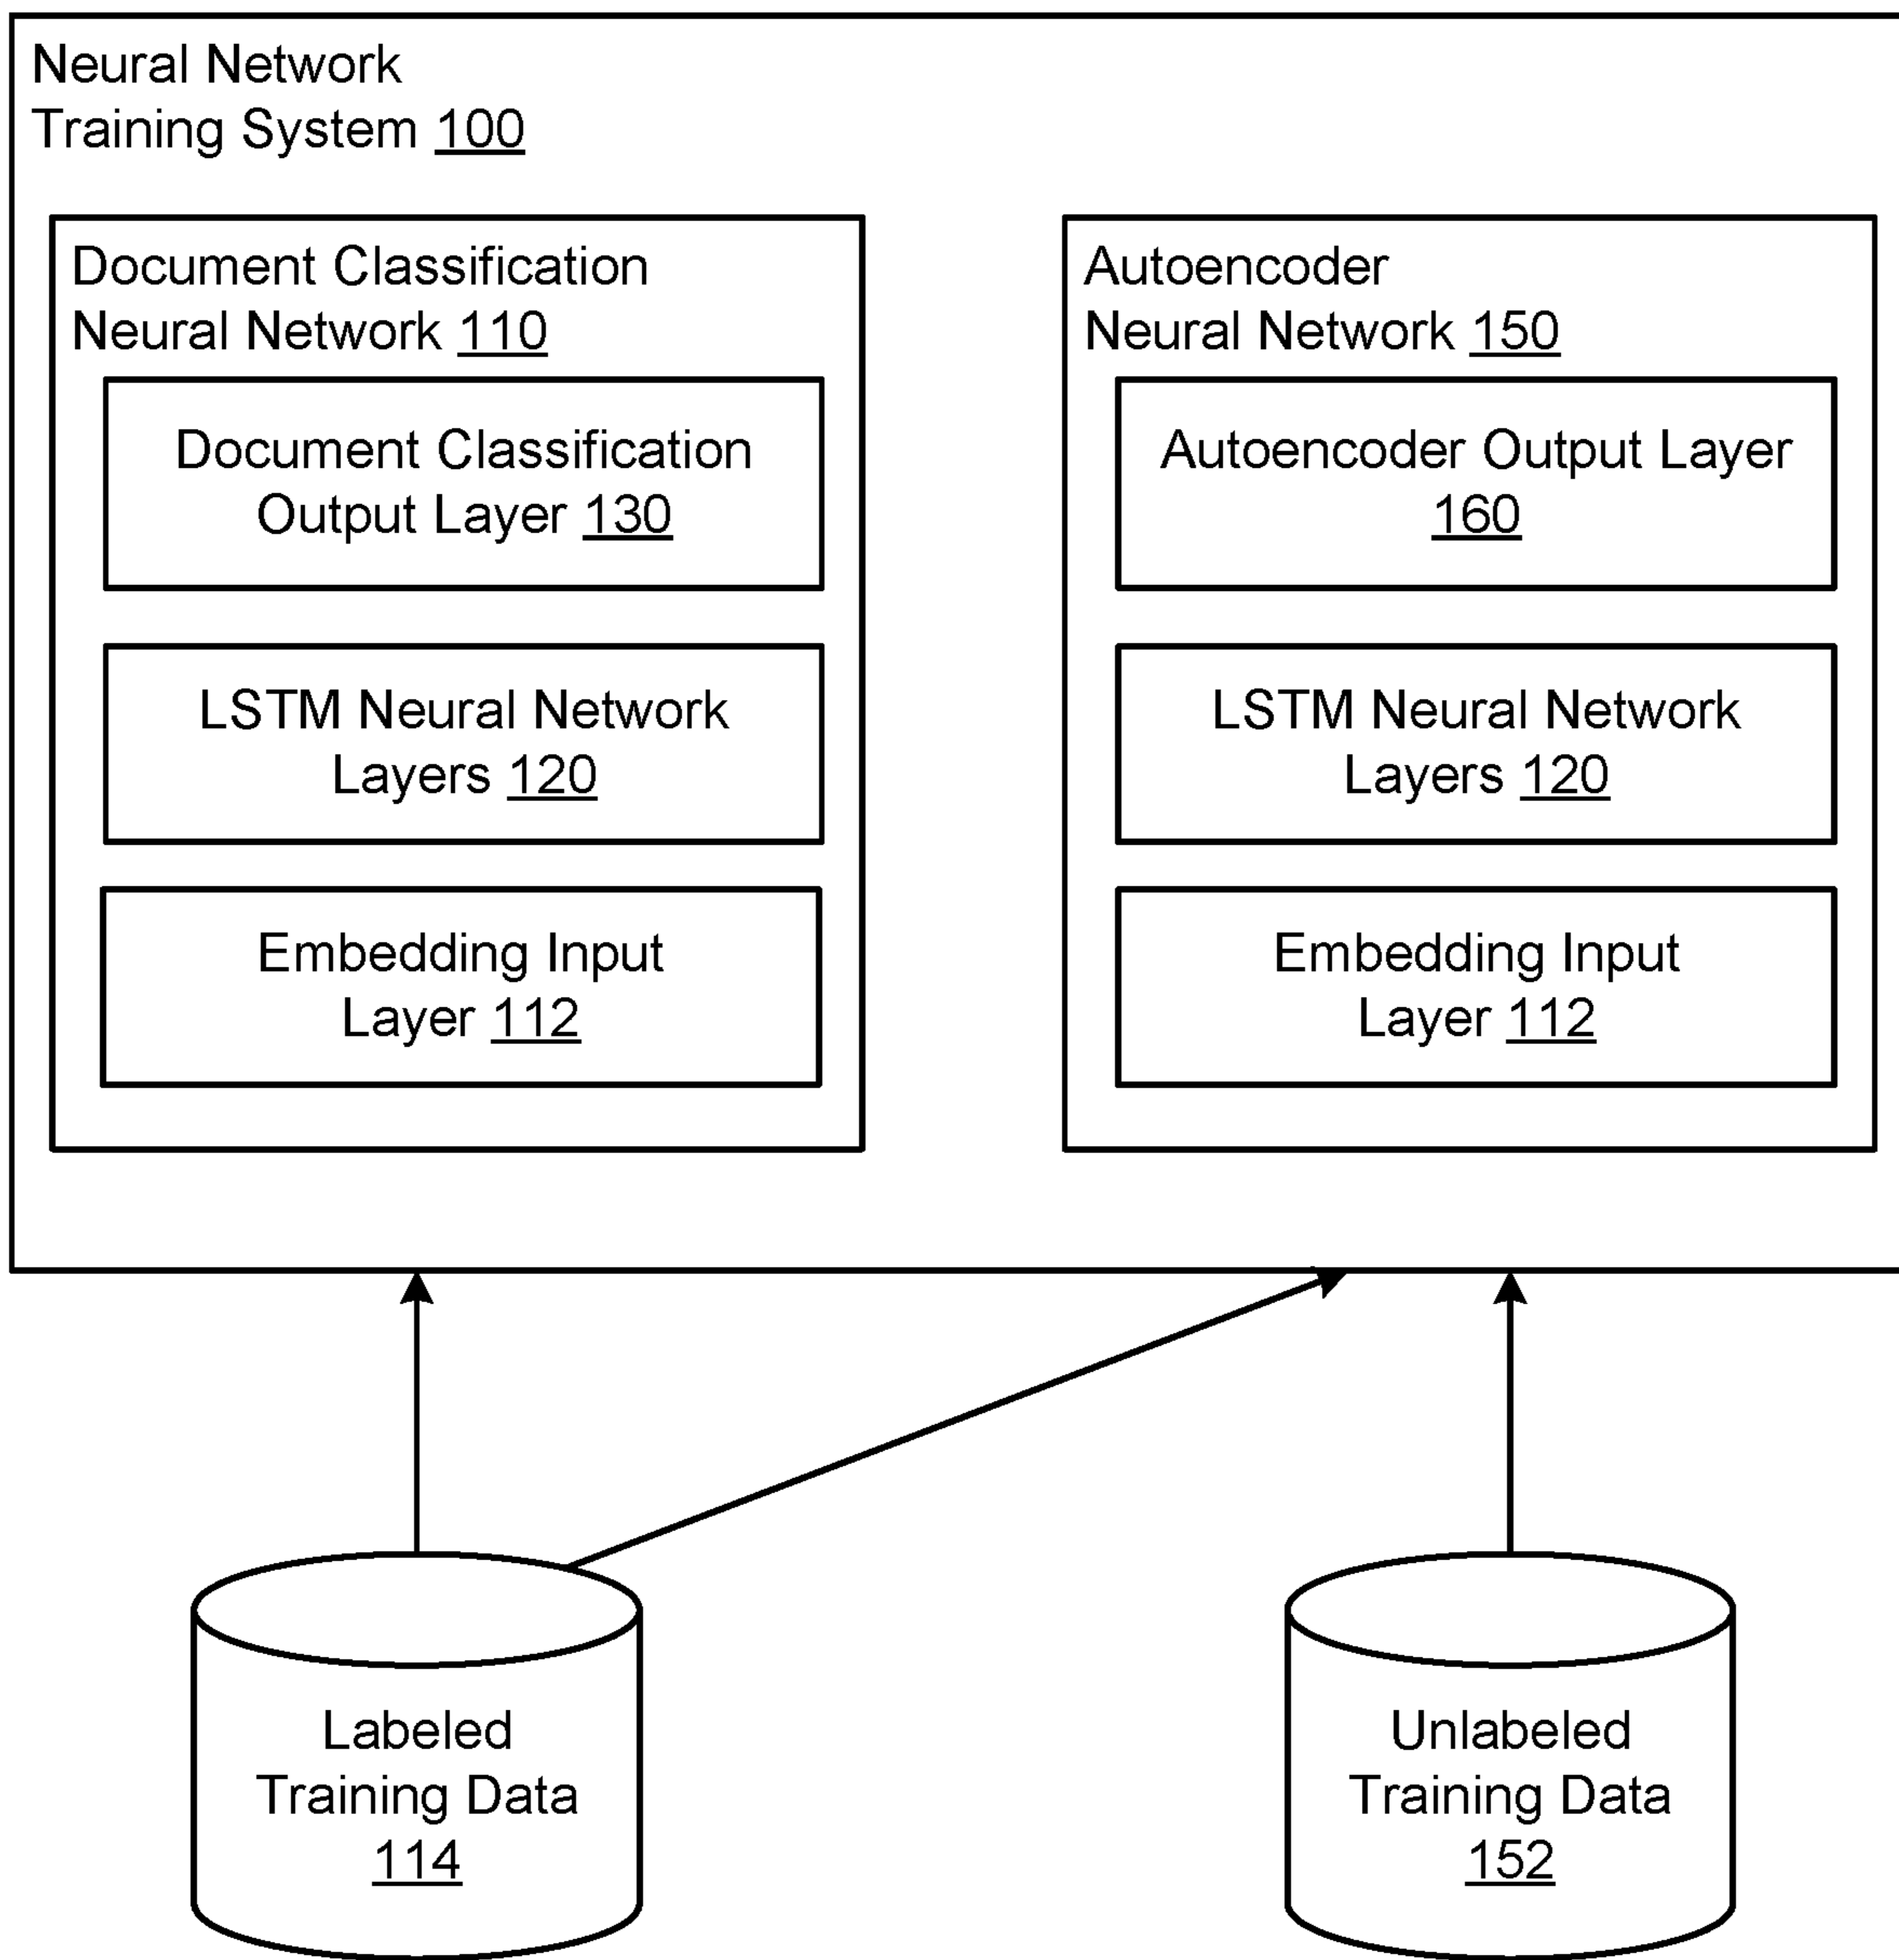 Neural Network
Training System 100
Document Classification
Neural Network 110
Document Classification
Output Layer 130
LSTM Neural Network
Layers 120
Embedding Input
Layer 112
Autoencoder
Neural Network 150
Autoencoder Output Layer
160
LSTM Neural Network
Layers 120
Embedding Input
Layer 112
Labeled
Training Data
114
Unlabeled
Training Data
152